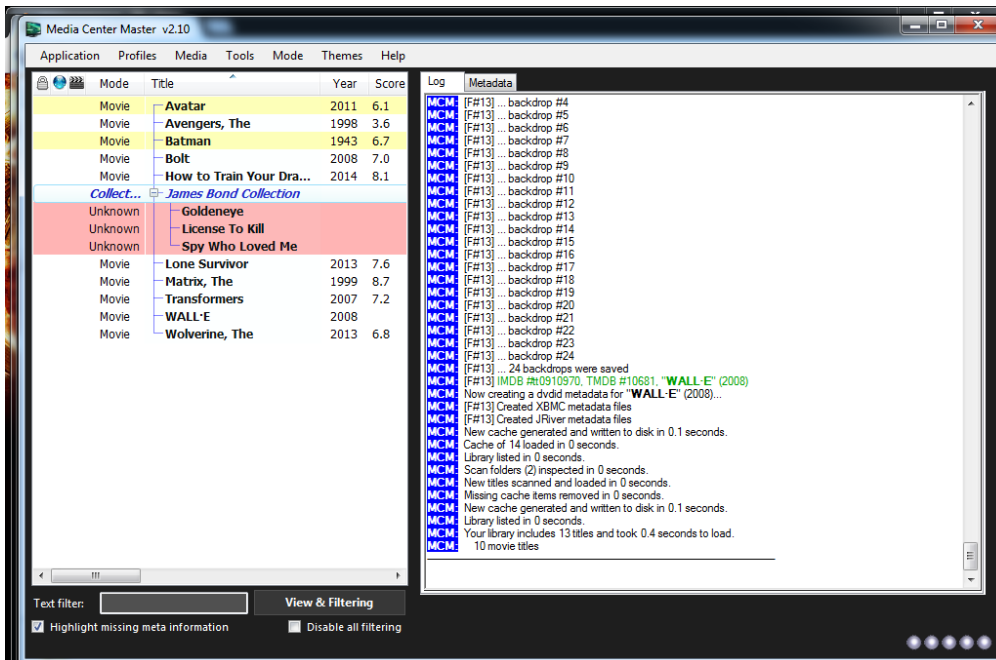 Media Center Master v2.10
Application Profiles Media Tools Mode Themes Help
Mode Title Year Score
Movie Avatar 2011 6.1
Movie Avengers, The 1998 3.6
Movie Batman 1943 6.7
Movie Bolt 2008 7.0
Movie How to Train Your Dra... 2014 8.1
Collect... James Bond Collection
Unknown Goldeneye
Unknown License To Kill
Unknown Spy Who Loved Me
Movie Lone Survivor 2013 7.6
Movie Matrix, The 1999 8.7
Movie Transformers 2007 7.2
Movie WALL·E 2008
Movie Wolverine, The 2013 6.8
Text filter: View & Filtering
Highlight missing meta information Disable all filtering
Log Metadata
MCM: [F#13] ... backdrop #4
MCM: [F#13] ... backdrop #5
MCM: [F#13] ... backdrop #6
MCM: [F#13] ... backdrop #7
MCM: [F#13] ... backdrop #8
MCM: [F#13] ... backdrop #9
MCM: [F#13] ... backdrop #10
MCM: [F#13] ... backdrop #11
MCM: [F#13] ... backdrop #12
MCM: [F#13] ... backdrop #13
MCM: [F#13] ... backdrop #14
MCM: [F#13] ... backdrop #15
MCM: [F#13] ... backdrop #16
MCM: [F#13] ... backdrop #17
MCM: [F#13] ... backdrop #18
MCM: [F#13] ... backdrop #19
MCM: [F#13] ... backdrop #20
MCM: [F#13] ... backdrop #21
MCM: [F#13] ... backdrop #22
MCM: [F#13] ... backdrop #23
MCM: [F#13] ... backdrop #24
MCM: [F#13] ... 24 backdrops were saved
MCM: [F#13] IMDB #tt0910970, TMDB #10681, "WALL·E" (2008)
MCM: Now creating a dvdid metadata for "WALL·E" (2008)...
MCM: [F#13] Created XBMC metadata files
MCM: [F#13] Created JRiver metadata files
MCM: New cache generated and written to disk in 0.1 seconds.
MCM: Cache of 14 loaded in 0 seconds.
MCM: Library listed in 0 seconds.
MCM: Scan folders (2) inspected in 0 seconds.
MCM: New titles scanned and loaded in 0 seconds.
MCM: Missing cache items removed in 0 seconds.
MCM: New cache generated and written to disk in 0.1 seconds.
MCM: Library listed in 0 seconds.
MCM: Your library includes 13 titles and took 0.4 seconds to load.
MCM: 10 movie titles